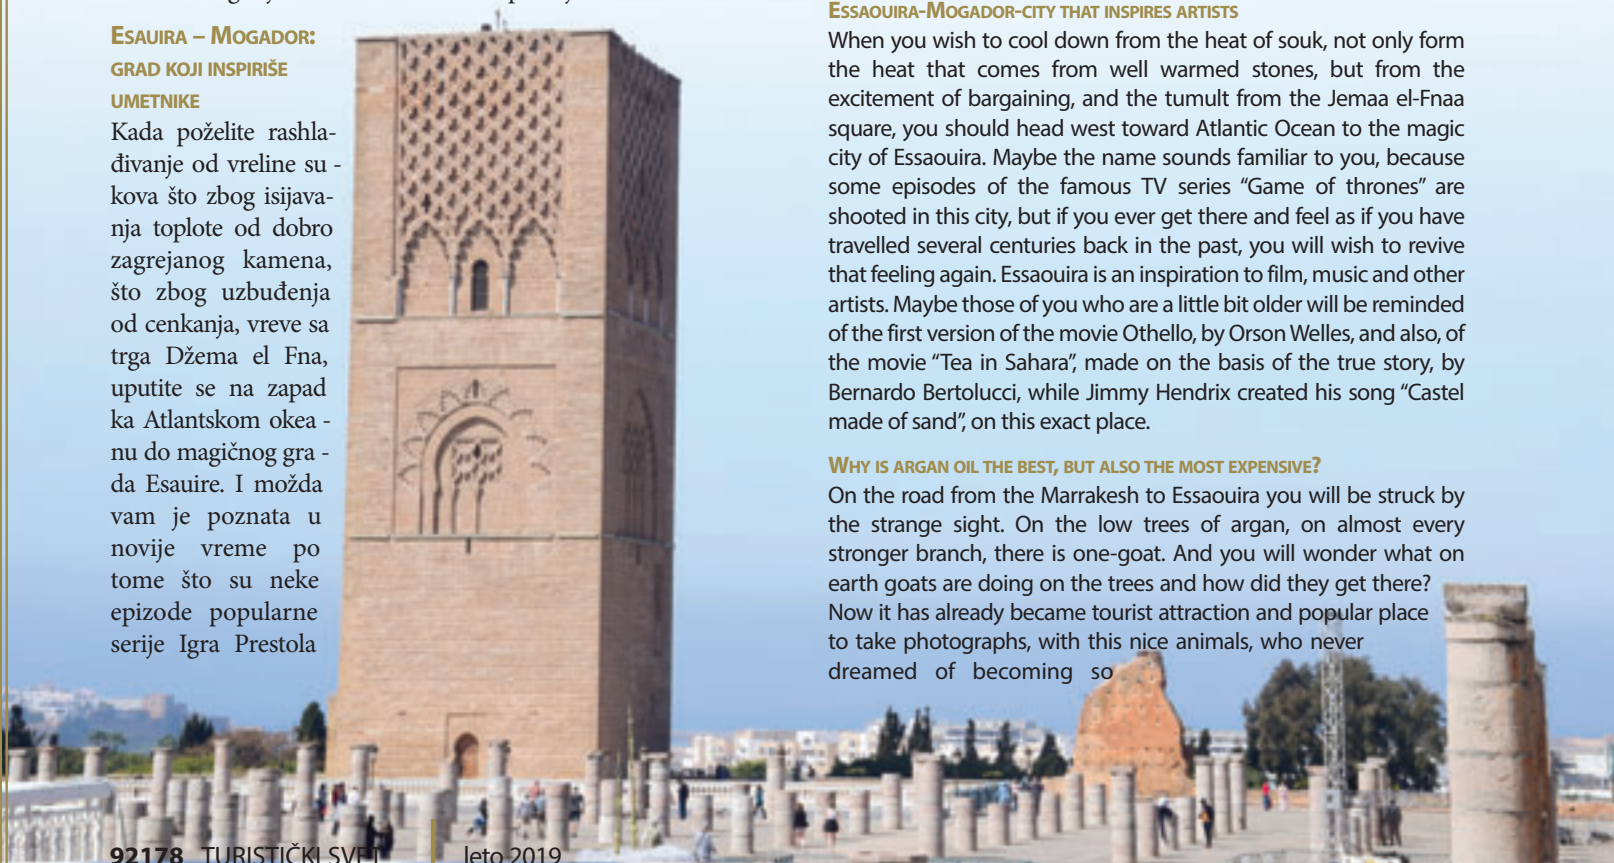 ESAUIRA – MOGADOR:
GRAD KOJI INSPIRIŠE
UMETNIKE
Kada poželite rashla-
đivanje od vreline su -
kova što zbog isijava-
nja toplote od dobro
zagrejanog kamena,
što zbog uzbuđenja
od cenkanja, vreve sa
trga Džema el Fna,
uputite se na zapad
ka Atlantskom okea -
nu do magičnog gra -
da Esauire. I možda
vam je poznata u
novije vreme po
tome što su neke
epizode popularne
serije Igra Prestola
ESSAOUIRA-MOGADOR-CITY THAT INSPIRES ARTISTS
When you wish to cool down from the heat of souk, not only form
the heat that comes from well warmed stones, but from the
excitement of bargaining, and the tumult from the Jemaa el-Fnaa
square, you should head west toward Atlantic Ocean to the magic
city of Essaouira. Maybe the name sounds familiar to you, because
some episodes of the famous TV series “Game of thrones” are
shooted in this city, but if you ever get there and feel as if you have
travelled several centuries back in the past, you will wish to revive
that feeling again. Essaouira is an inspiration to film, music and other
artists. Maybe those of you who are a little bit older will be reminded
of the first version of the movie Othello, by Orson Welles, and also, of
the movie “Tea in Sahara”, made on the basis of the true story, by
Bernardo Bertolucci, while Jimmy Hendrix created his song “Castel
made of sand”, on this exact place.
WHY IS ARGAN OIL THE BEST, BUT ALSO THE MOST EXPENSIVE?
On the road from the Marrakesh to Essaouira you will be struck by
the strange sight. On the low trees of argan, on almost every
stronger branch, there is one-goat. And you will wonder what on
earth goats are doing on the trees and how did they get there?
Now it has already became tourist attraction and popular place
to take photographs, with this nice animals, who never
dreamed of becoming so
92178 TURISTIČKI SVET leto 2019